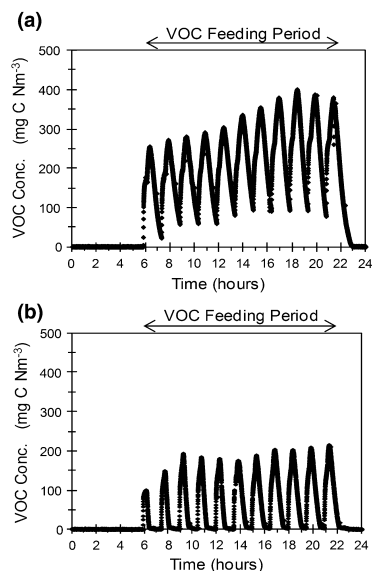 (a)
VOC Feeding Period
500
400
300
200
100
0
VOC Conc. (mg C Nm-3)
0 2 4 6 8 10 12 14 16 18 20 22 24
Time (hours)
(b)
VOC Feeding Period
500
400
300
200
100
0
VOC Conc. (mg C Nm-3)
0 2 4 6 8 10 12 14 16 18 20 22 24
Time (hours)